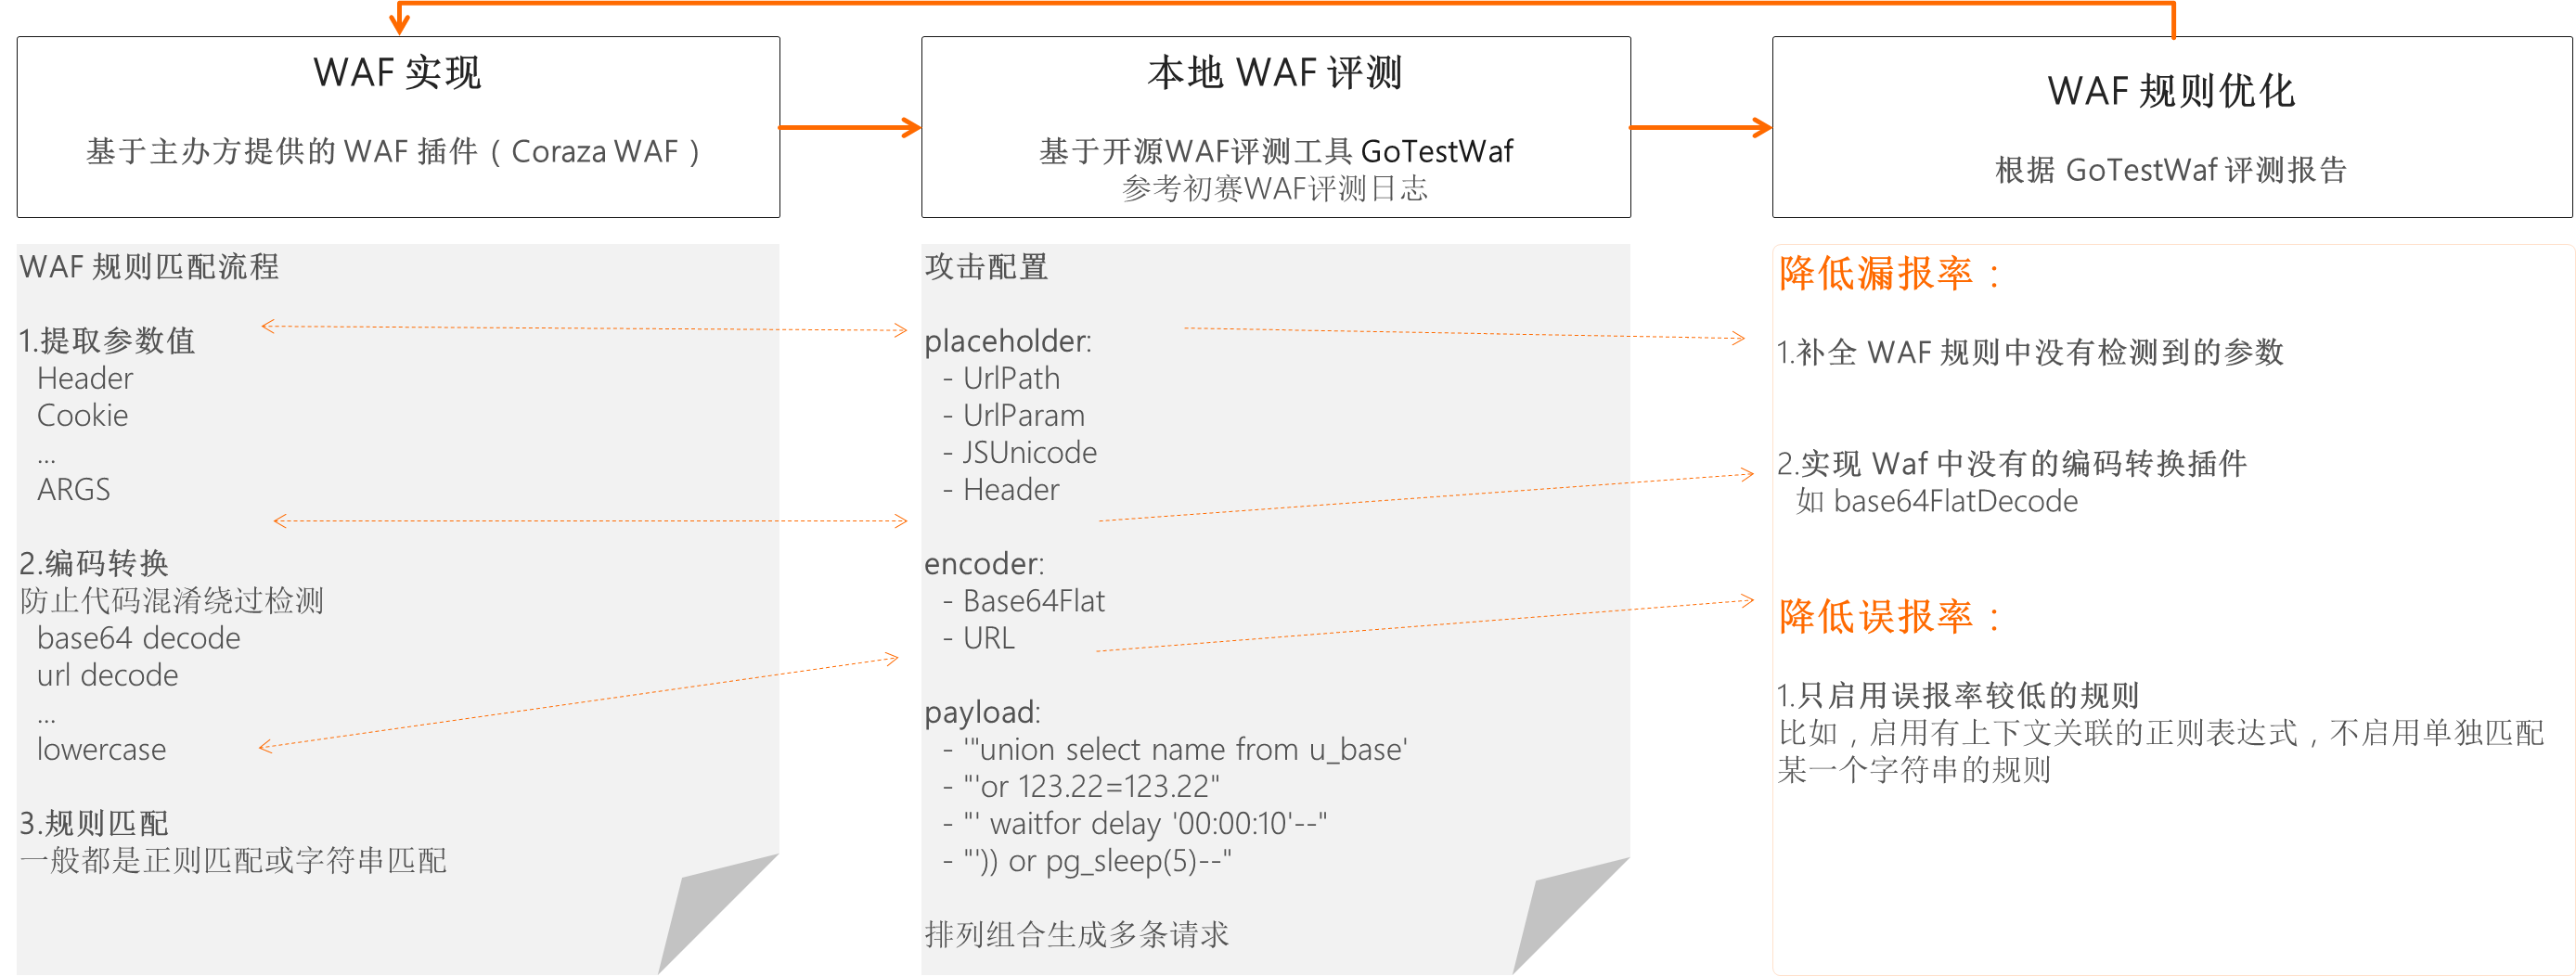 WAF 实现
基于主办方提供的 WAF 插件（Coraza WAF）
本地 WAF 评测
基于开源WAF评测工具 GoTestWaf
参考初赛WAF评测日志
WAF 规则优化
根据 GoTestWaf 评测报告
WAF 规则匹配流程
1.提取参数值
Header
Cookie
...
ARGS
2.编码转换
防止代码混淆绕过检测
base64 decode
url decode
...
lowercase
3.规则匹配
一般都是正则匹配或字符串匹配
攻击配置
placeholder:
- UrlPath
- UrlParam
- JSUnicode
- Header
encoder:
- Base64Flat
- URL
payload:
- '"union select name from u_base'
- "'or 123.22=123.22"
- "' waitfor delay '00:00:10'--"
- "')) or pg_sleep(5)--"
排列组合生成多条请求
降低漏报率：
1.补全 WAF 规则中没有检测到的参数
2.实现 Waf 中没有的编码转换插件
如 base64FlatDecode
降低误报率：
1.只启用误报率较低的规则
比如，启用有上下文关联的正则表达式，不启用单独匹配
某一个字符串的规则